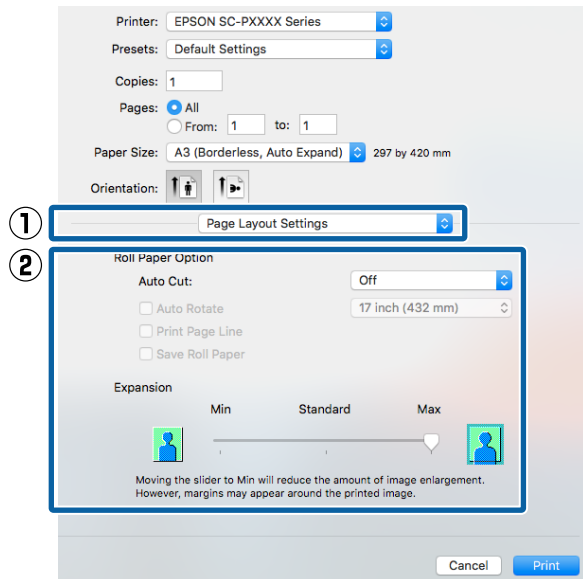 Printer: EPSON SC-PXXXX Series
Presets: Default Settings
Copies: 1
Pages: All
From: 1 to: 1
Paper Size: A3 (Borderless, Auto Expand) 297 by 420 mm
Orientation:
1 Page Layout Settings
2
Roll Paper Option
Auto Cut: Off
Auto Rotate 17 inch (432 mm)
Print Page Line
Save Roll Paper
Expansion
Min Standard Max
Moving the slider to Min will reduce the amount of image enlargement.
However, margins may appear around the printed image.
Cancel Print